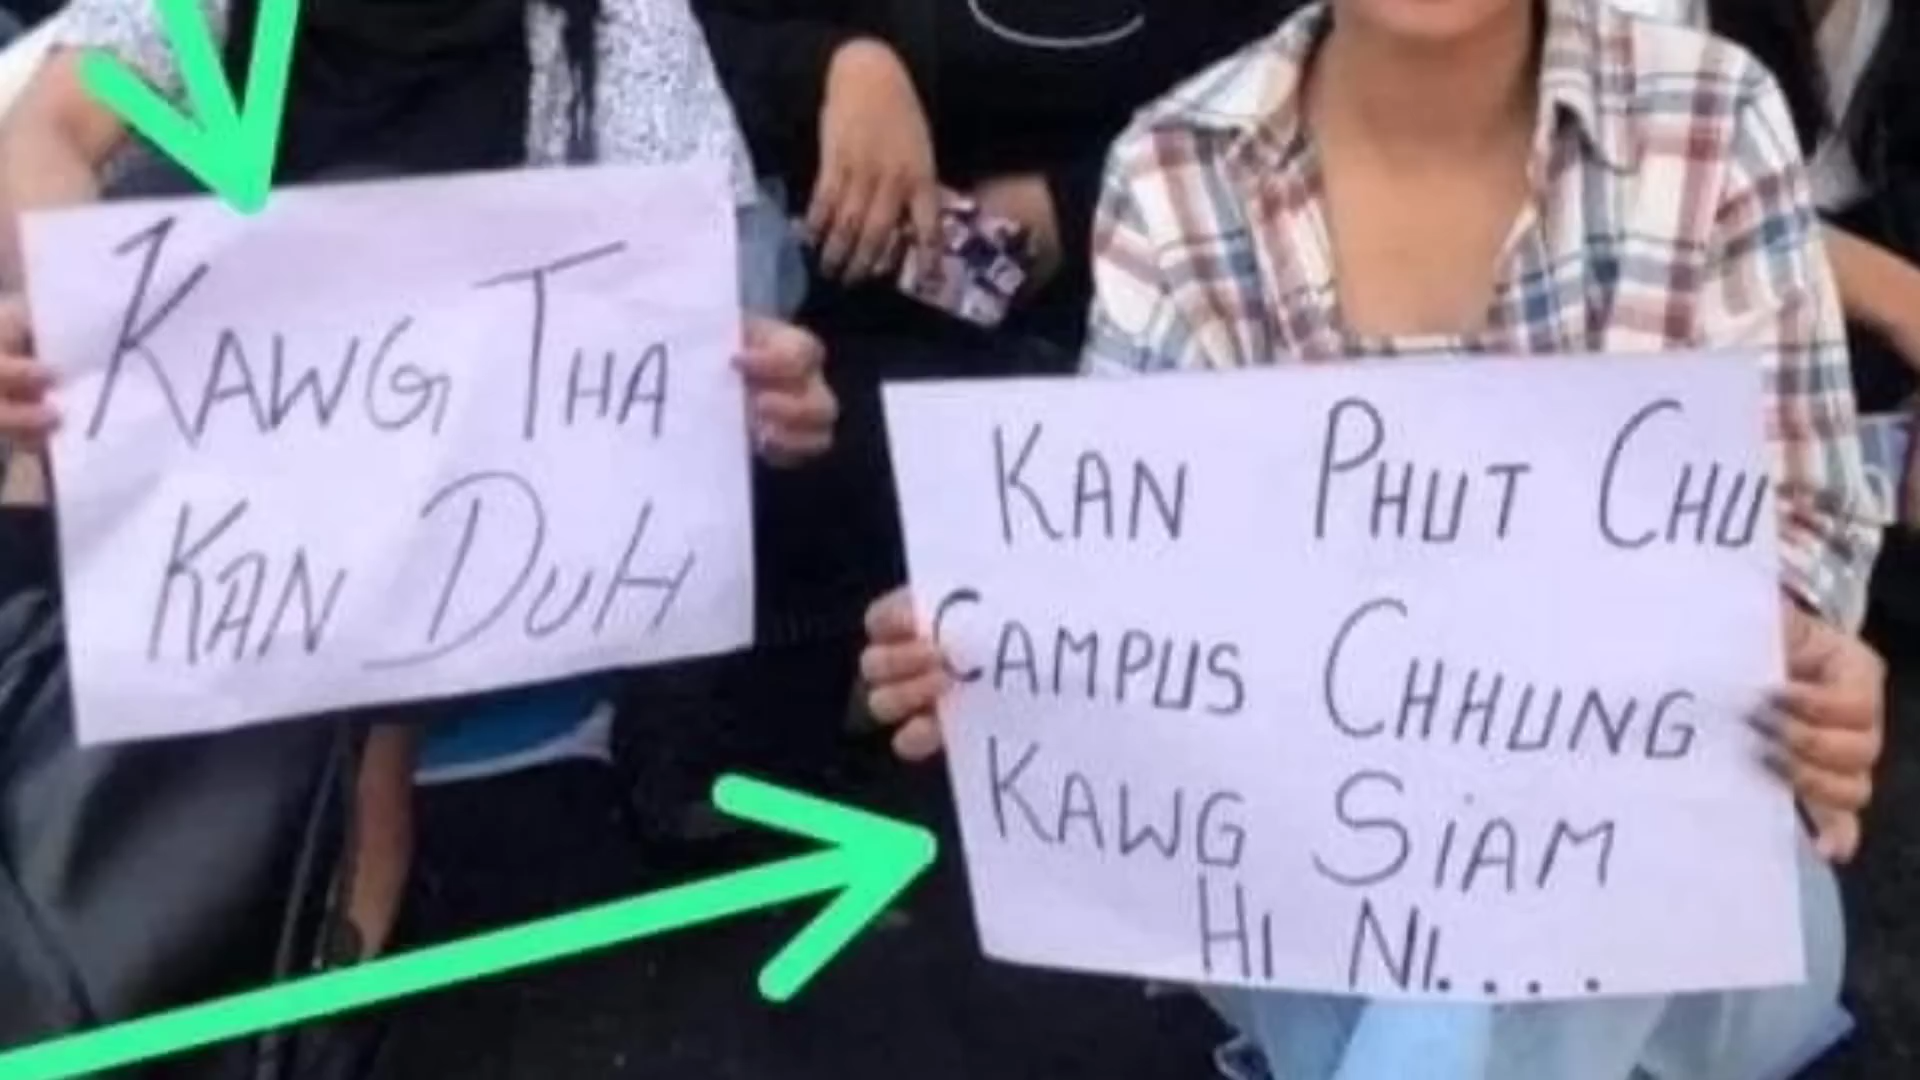 KAWG THA
KAN DUH
KAN PHUT CHU
CAMPUS CHHUNG
KAWG SIAM
HI NI....